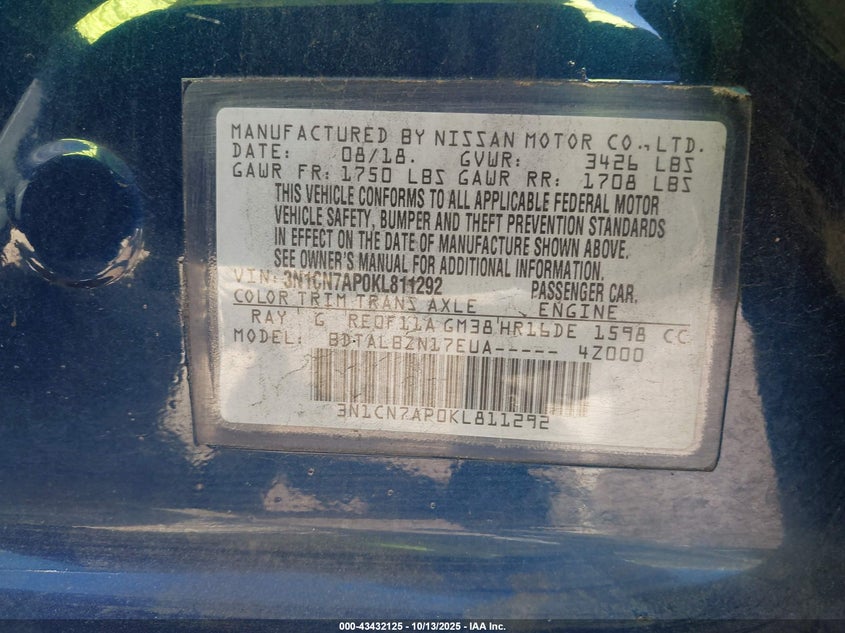 MANUFACTURED BY NISSAN MOTOR CO.,LTD.
DATE: 08/18. GVWR: 3426 LBS
GAWR FR: 1750 LBS GAWR RR: 1708 LBS
THIS VEHICLE CONFORMS TO ALL APPLICABLE FEDERAL MOTOR
VEHICLE SAFETY, BUMPER AND THEFT PREVENTION STANDARDS
IN EFFECT ON THE DATE OF MANUFACTURE SHOWN ABOVE.
SEE OWNER'S MANUAL FOR ADDITIONAL INFORMATION.
VIN: 3N1CN7AP0KL811292 PASSENGER CAR.
COLOR TRIM TRANS AXLE ENGINE
RAY G RE0F11A GM38 HR16DE 1598 CC
MODEL: BDTALBZN17EUA----- 4Z000
3N1CN7AP0KL811292
000-43432125 - 10/13/2025 - IAA Inc.